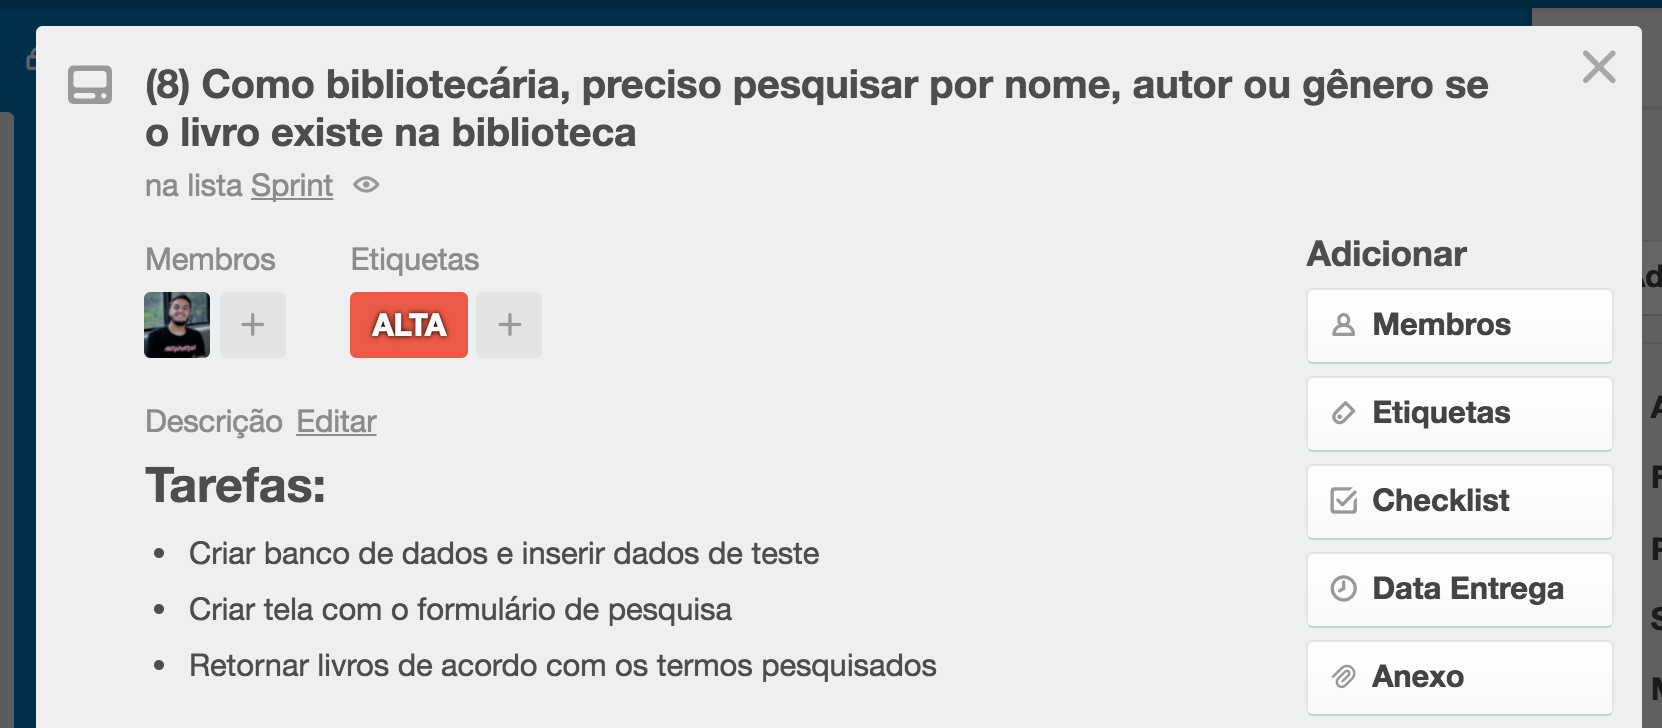 (8) Como bibliotecária, preciso pesquisar por nome, autor ou gênero se
o livro existe na biblioteca
na lista Sprint
Membros
Etiquetas
ALTA
Descrição Editar
Tarefas:
• Criar banco de dados e inserir dados de teste
• Criar tela com o formulário de pesquisa
• Retornar livros de acordo com os termos pesquisados
Adicionar
Membros
Etiquetas
Checklist
Data Entrega
Anexo